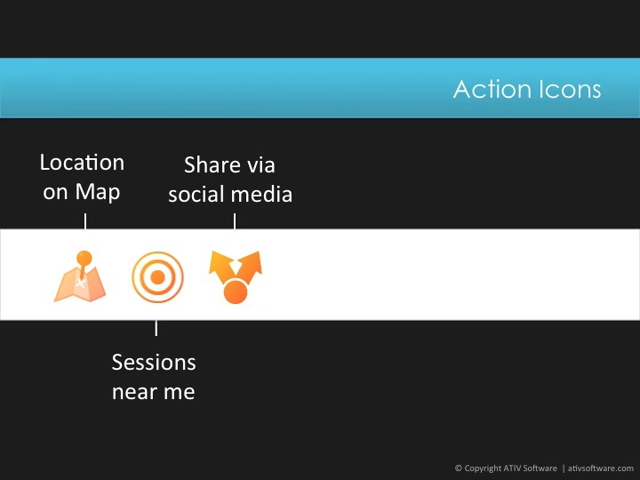 Action Icons
Location
on Map
Share via
social media
Sessions
near me
© Copyright ATIV Software | ativsoftware.com